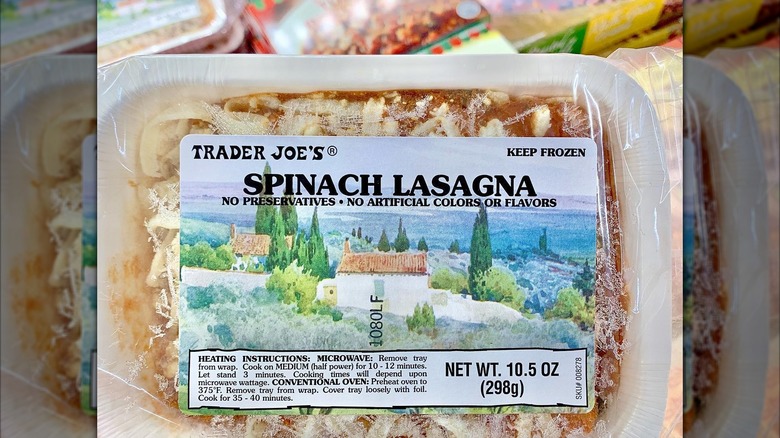 TRADER JOE'S®
KEEP FROZEN
SPINACH LASAGNA
NO PRESERVATIVES • NO ARTIFICIAL COLORS OR FLAVORS
1080LF
HEATING INSTRUCTIONS: MICROWAVE: Remove tray
from wrap. Cook on MEDIUM (half power) for 10 - 12 minutes.
Let stand 3 minutes. Cooking times will depend upon
microwave wattage. CONVENTIONAL OVEN: Preheat oven to
375°F. Remove tray from wrap. Cover tray loosely with foil.
Cook for 35 - 40 minutes.
NET WT. 10.5 OZ
(298g)
SKU# 008278